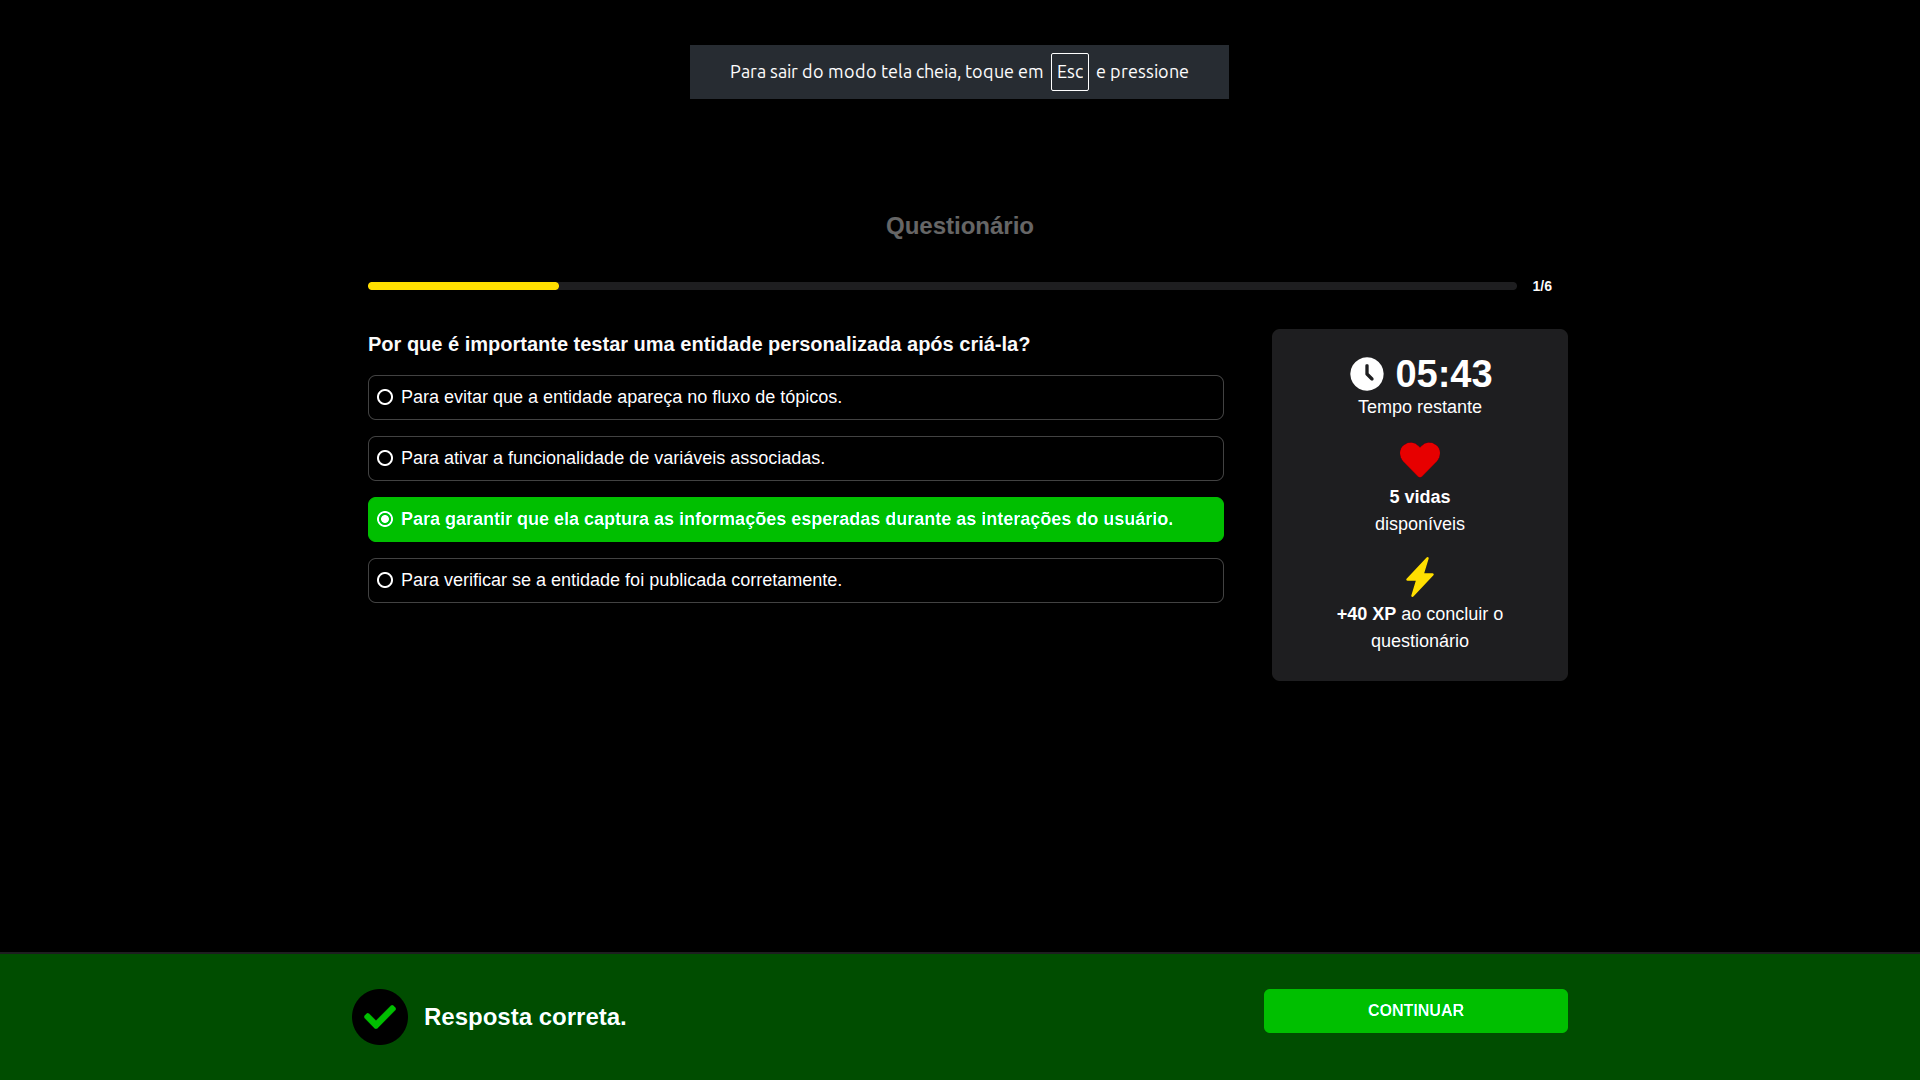 Para sair do modo tela cheia, toque em Esc e pressione
Questionário
1/6
Por que é importante testar uma entidade personalizada após criá-la?
Para evitar que a entidade apareça no fluxo de tópicos.
Para ativar a funcionalidade de variáveis associadas.
Para garantir que ela captura as informações esperadas durante as interações do usuário.
Para verificar se a entidade foi publicada corretamente.
05:43
Tempo restante
5 vidas
disponíveis
+40 XP ao concluir o
questionário
Resposta correta.
CONTINUAR